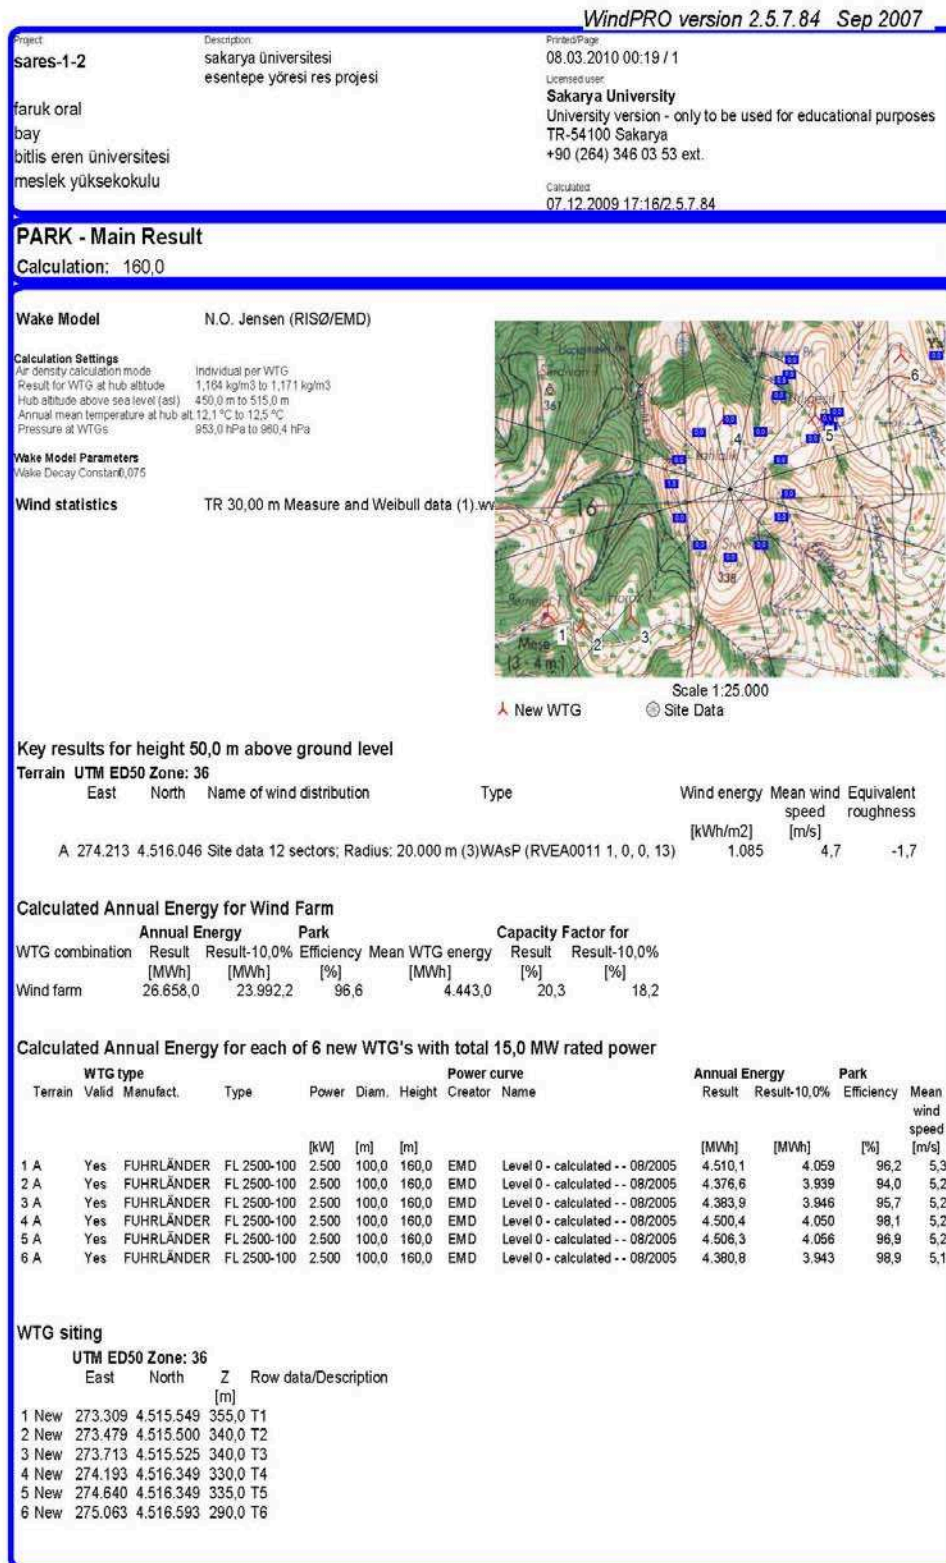 WindPRO version 2.5.7.84 Sep 2007
Project:
sares-1-2
Description:
sakarya üniversitesi
esentepe yöresi res projesi
Printed/Page
08.03.2010 00:19 / 1
Licensed user:
Sakarya University
University version - only to be used for educational purposes
TR-54100 Sakarya
+90 (264) 346 03 53 ext.
faruk oral
bay
bitlis eren üniversitesi
meslek yüksekokulu
Calculated:
07.12.2009 17:16/2.5.7.84
PARK - Main Result
Calculation: 160,0
Wake Model N.O. Jensen (RISØ/EMD)
Calculation Settings
Air density calculation mode Individual per WTG
Result for WTG at hub altitude 1,164 kg/m3 to 1,171 kg/m3
Hub altitude above sea level (asl) 450,0 m to 515,0 m
Annual mean temperature at hub alt. 12,1 °C to 12,5 °C
Pressure at WTGs 953,0 hPa to 960,4 hPa
Wake Model Parameters
Wake Decay Constant 0,075
Wind statistics TR 30,00 m Measure and Weibull data (1).wv
361
6
4
5
16
338
1
2
3
Meşe
(3 - 4 m.)
Scale 1:25.000
New WTG Site Data
Key results for height 50,0 m above ground level
Terrain UTM ED50 Zone: 36
East North Name of wind distribution Type Wind energy Mean wind Equivalent
speed roughness
[kWh/m2] [m/s]
A 274.213 4.516.046 Site data 12 sectors; Radius: 20.000 m (3) WAsP (RVEA0011 1, 0, 0, 13) 1.085 4,7 -1,7
Calculated Annual Energy for Wind Farm
Annual Energy Park Capacity Factor for
WTG combination Result Result-10,0% Efficiency Mean WTG energy Result Result-10,0%
[MWh] [MWh] [%] [MWh] [%] [%]
Wind farm 26.658,0 23.992,2 96,6 4.443,0 20,3 18,2
Calculated Annual Energy for each of 6 new WTG's with total 15,0 MW rated power
WTG type Power curve Annual Energy Park
Terrain Valid Manufact. Type Power Diam. Height Creator Name Result Result-10,0% Efficiency Mean
wind
speed
[kW] [m] [m] [MWh] [MWh] [%] [m/s]
1 A Yes FUHRLÄNDER FL 2500-100 2.500 100,0 160,0 EMD Level 0 - calculated - - 08/2005 4.510,1 4.059 96,2 5,3
2 A Yes FUHRLÄNDER FL 2500-100 2.500 100,0 160,0 EMD Level 0 - calculated - - 08/2005 4.376,6 3.939 94,0 5,2
3 A Yes FUHRLÄNDER FL 2500-100 2.500 100,0 160,0 EMD Level 0 - calculated - - 08/2005 4.383,9 3.946 95,7 5,2
4 A Yes FUHRLÄNDER FL 2500-100 2.500 100,0 160,0 EMD Level 0 - calculated - - 08/2005 4.500,4 4.050 98,1 5,2
5 A Yes FUHRLÄNDER FL 2500-100 2.500 100,0 160,0 EMD Level 0 - calculated - - 08/2005 4.506,3 4.056 96,9 5,2
6 A Yes FUHRLÄNDER FL 2500-100 2.500 100,0 160,0 EMD Level 0 - calculated - - 08/2005 4.380,8 3.943 98,9 5,1
WTG siting
UTM ED50 Zone: 36
East North Z Row data/Description
[m]
1 New 273.309 4.515.549 355,0 T1
2 New 273.479 4.515.500 340,0 T2
3 New 273.713 4.515.525 340,0 T3
4 New 274.193 4.516.349 330,0 T4
5 New 274.640 4.516.349 335,0 T5
6 New 275.063 4.516.593 290,0 T6